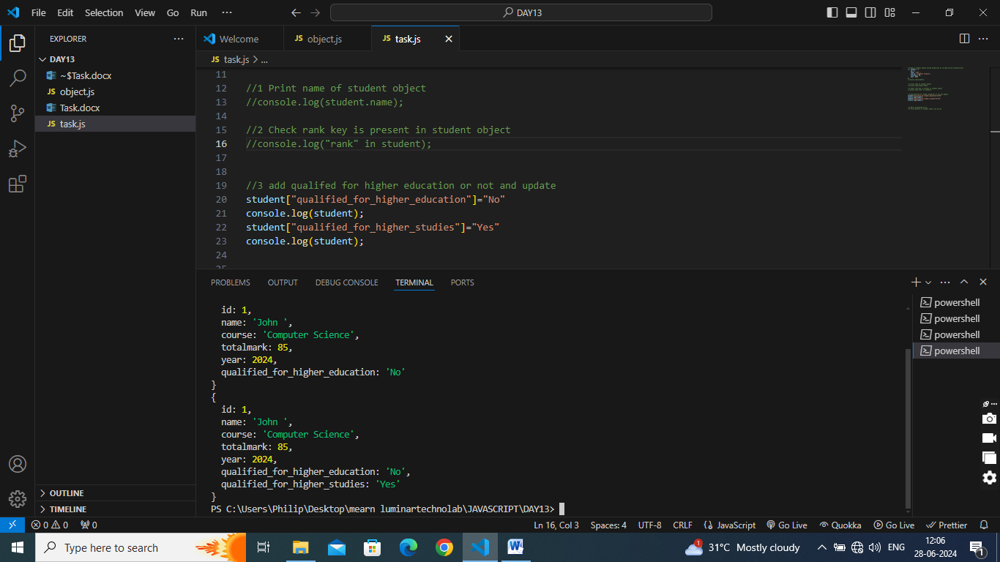 File Edit Selection View Go Run ··· DAY13
EXPLORER ···
DAY13
~$Task.docx
JS object.js
Task.docx
JS task.js
OUTLINE
TIMELINE
Welcome JS object.js JS task.js
JS task.js > ...
11
12 //1 Print name of student object
13 //console.log(student.name);
14
15 //2 Check rank key is present in student object
16 //console.log("rank" in student);
17
18
19 //3 add qualifed for higher education or not and update
20 student["qualified_for_higher_education"]="No"
21 console.log(student);
22 student["qualified_for_higher_studies"]="Yes"
23 console.log(student);
24
25
PROBLEMS OUTPUT DEBUG CONSOLE TERMINAL PORTS
id: 1,
name: 'John ',
course: 'Computer Science',
totalmark: 85,
year: 2024,
qualified_for_higher_education: 'No'
}
{
id: 1,
name: 'John ',
course: 'Computer Science',
totalmark: 85,
year: 2024,
qualified_for_higher_education: 'No',
qualified_for_higher_studies: 'Yes'
}
PS C:\Users\Philip\Desktop\mearn luminartechnolab\JAVASCRIPT\DAY13>
powershell
powershell
powershell
powershell
0 0 0 Ln 16, Col 3 Spaces: 4 UTF-8 CRLF {} JavaScript Go Live Quokka Go Live Prettier
Type here to search 1 31°C Mostly cloudy ENG 12:06
28-06-2024 1